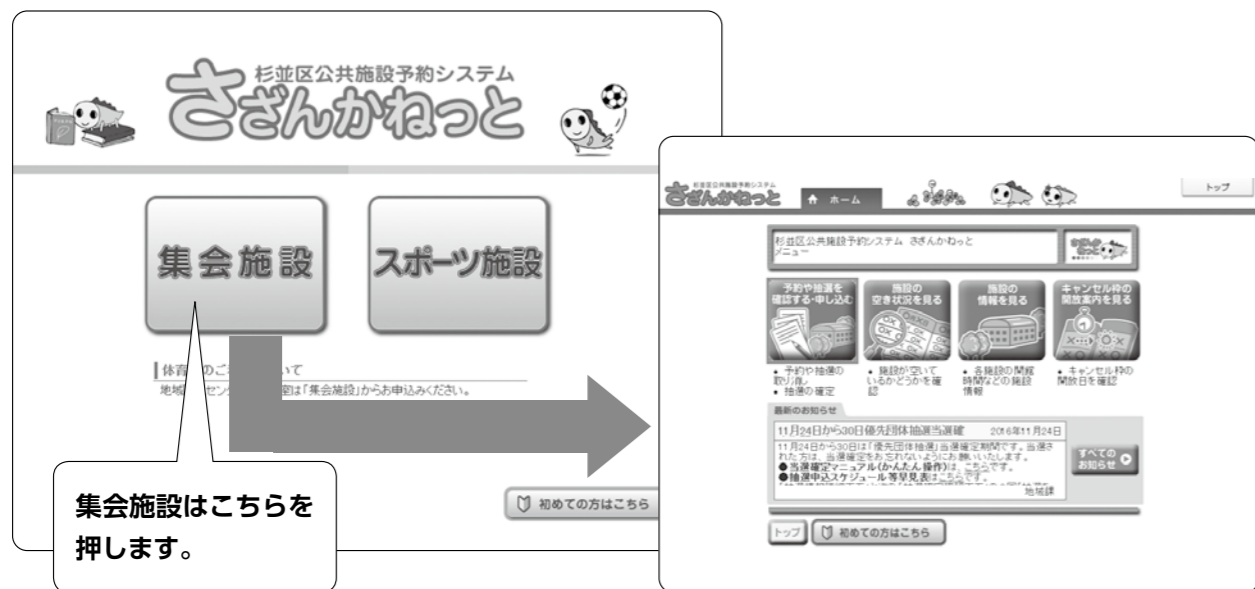 杉並区公共施設予約システム
さざんかねっと
集会施設
スポーツ施設
体育
のご
いて
地域
セン
室は「集会施設」からお申込みください。
初めての方はこちら
集会施設はこちらを
押します。
杉並区公共施設予約システム
さざんかねっと
ホーム
トップ
杉並区公共施設予約システム さざんかねっと
メニュー
さざんか
ねっと
予約や抽選を
確認する・申し込む
施設の
空き状況を見る
施設の
情報を見る
キャンセル枠の
開放案内を見る
• 予約や抽選の
取り消し
• 抽選の確定
• 施設が空いて
いるかどうかを確
認
• 各施設の開館
時間などの施設
情報
• キャンセル枠の
開放日を確認
最新のお知らせ
11月24日から30日優先団体抽選当選確 2016年11月24日
11月24日から30日は「優先団体抽選」当選確定期間です。当選さ
れた方は、当選確定をお忘れないようにお願いいたします。
●当選確定マニュアル(かんたん操作)は、こちらです。
●抽選申込スケジュール等早見表はこちらです。
地域課
すべての
お知らせ
トップ
初めての方はこちら